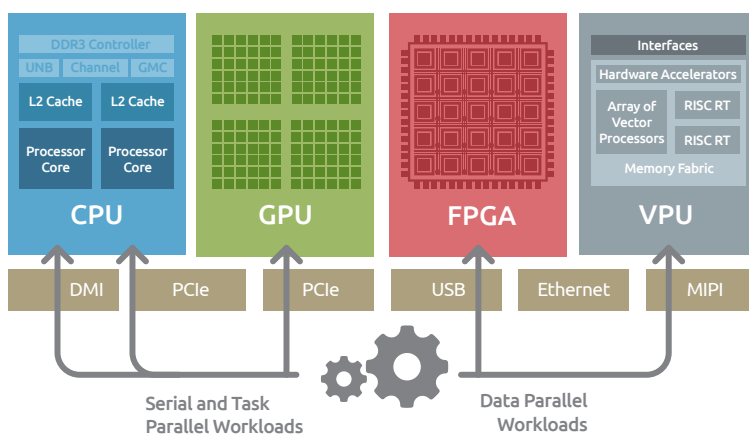 DDR3 Controller
UNB Channel GMC
L2 Cache L2 Cache
Processor Core
Processor Core
CPU
GPU
FPGA
Interfaces
Hardware Accelerators
Array of
Vector
Processors
RISC RT
RISC RT
Memory Fabric
VPU
DMI PCIe PCIe USB Ethernet MIPI
Serial and Task
Parallel Workloads
Data Parallel
Workloads